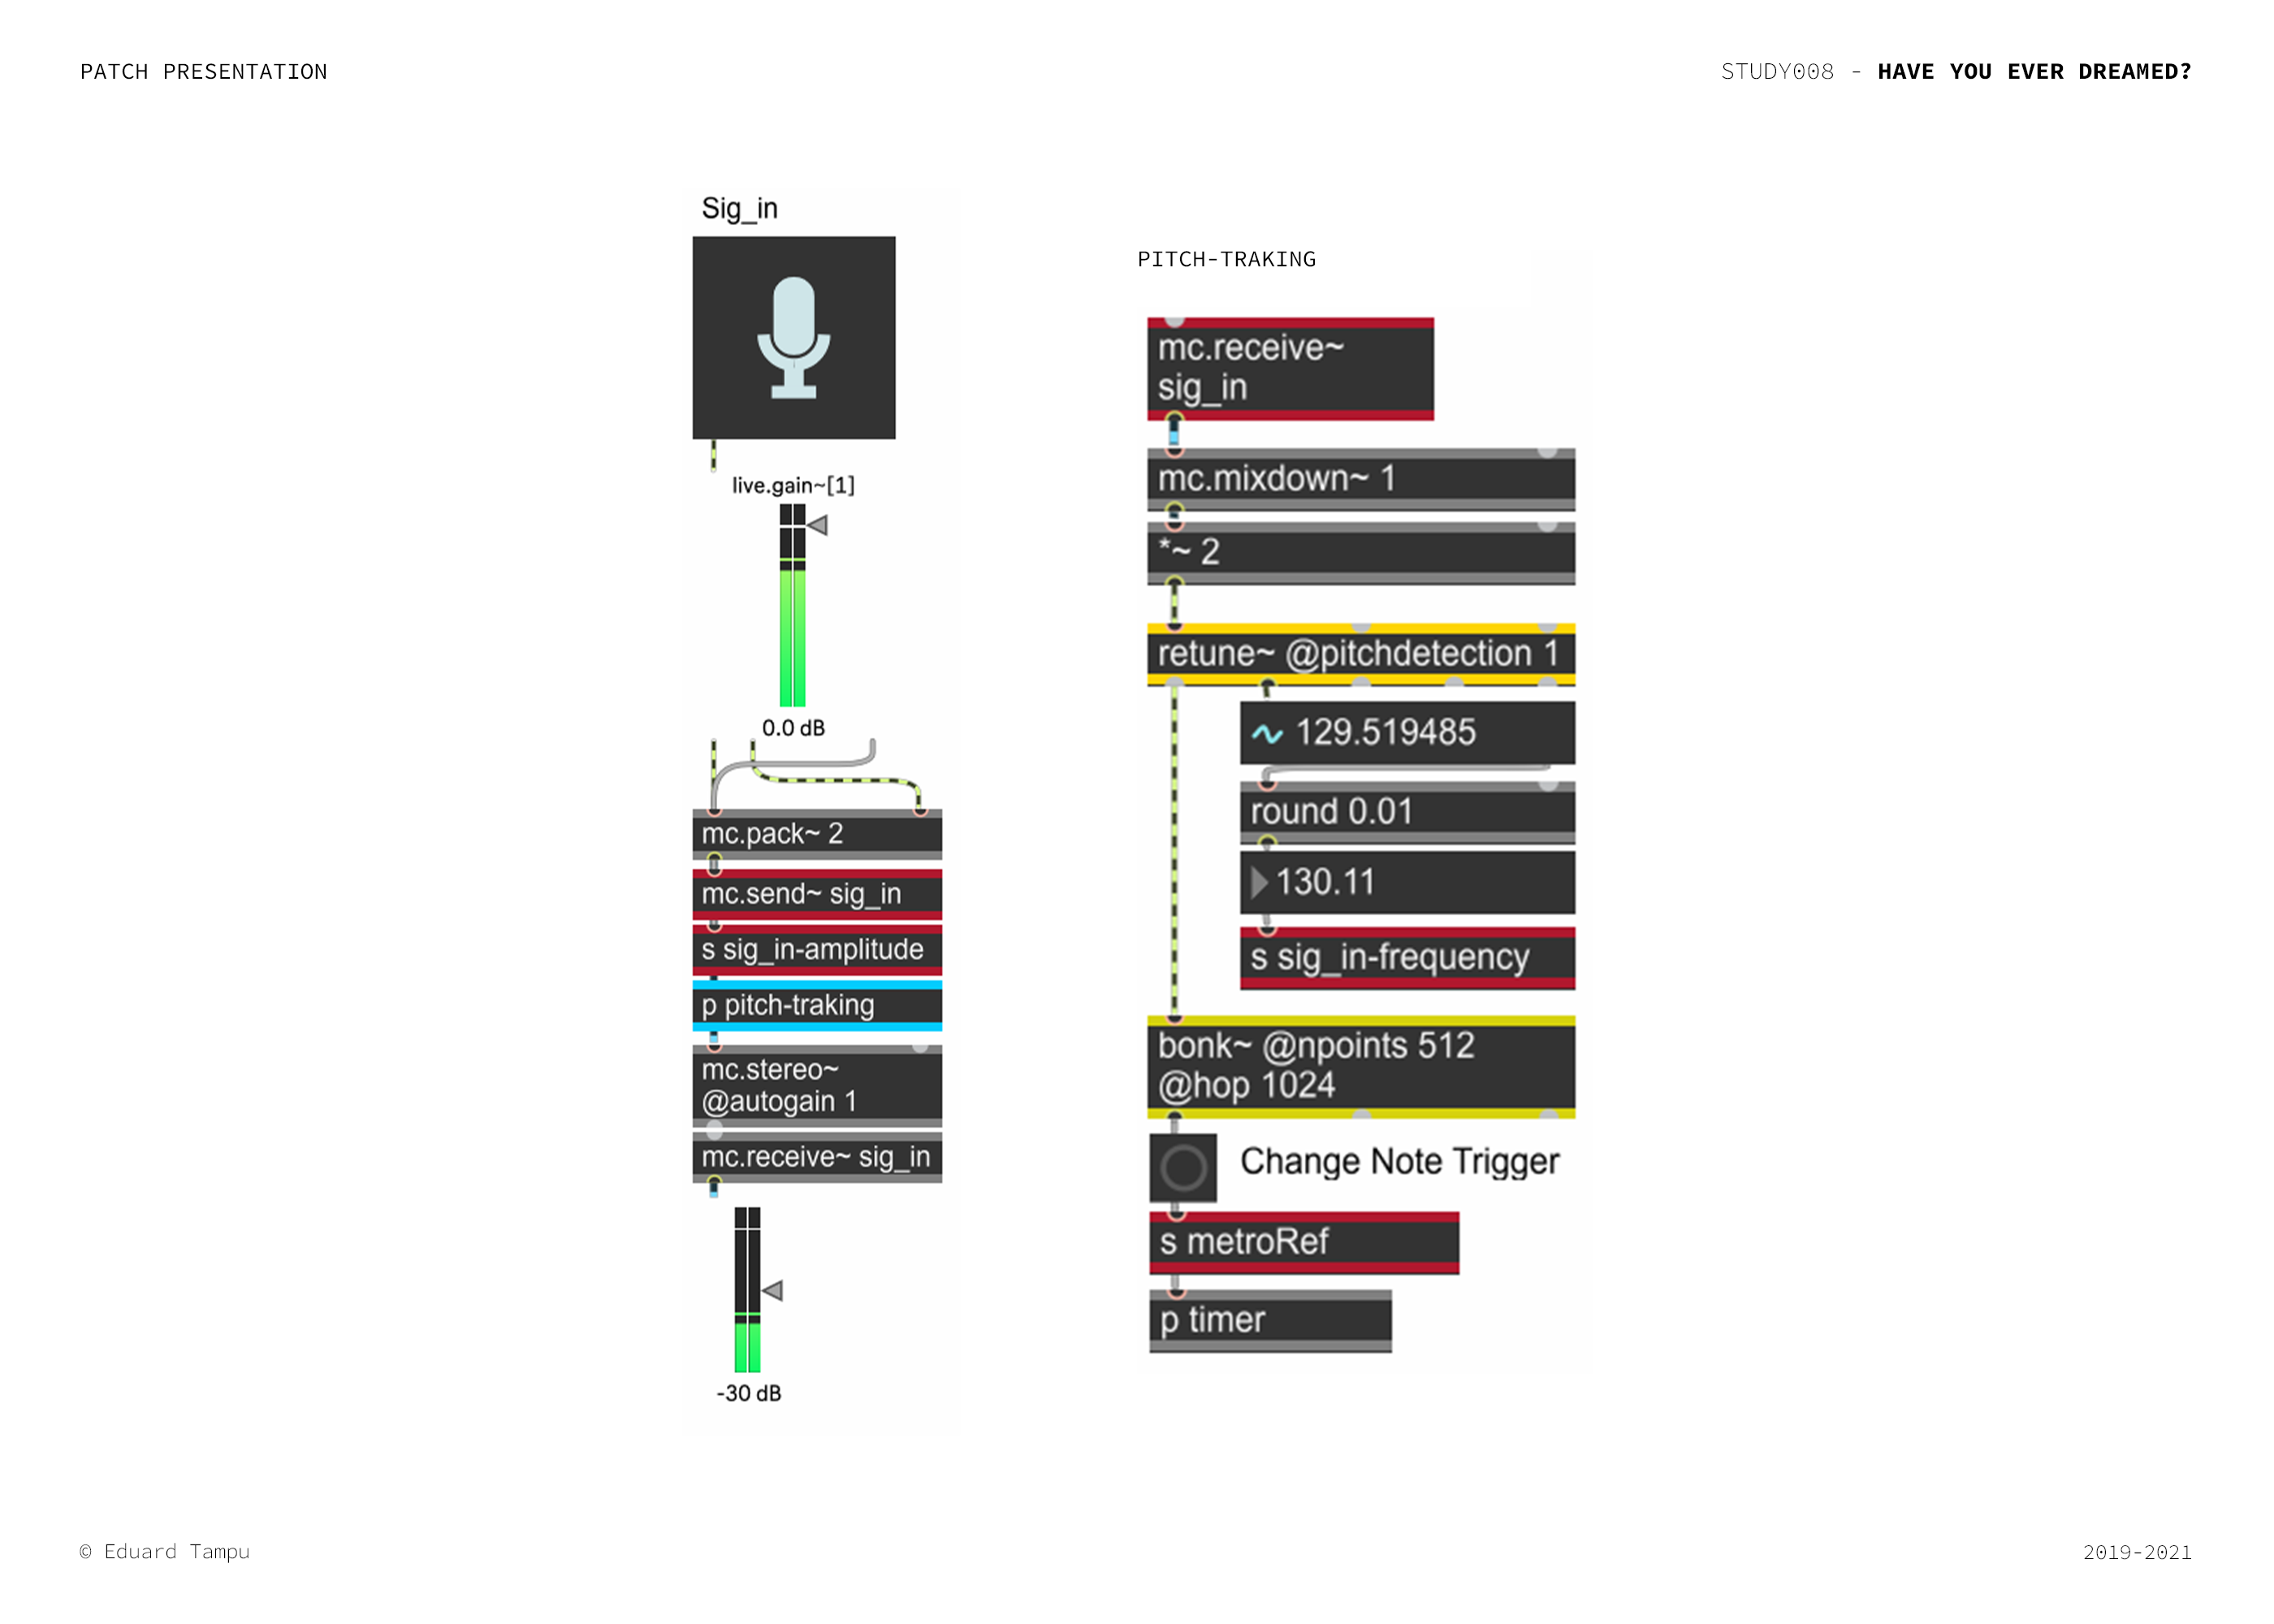 PATCH PRESENTATION
STUDY008 - HAVE YOU EVER DREAMED?
Sig_in
live.gain~[1]
0.0 dB
mc.pack~ 2
mc.send~ sig_in
s sig_in-amplitude
p pitch-traking
mc.stereo~
@autogain 1
mc.receive~ sig_in
-30 dB
PITCH-TRAKING
mc.receive~
sig_in
mc.mixdown~ 1
*~ 2
retune~ @pitchdetection 1
129.519485
round 0.01
130.11
s sig_in-frequency
bonk~ @npoints 512
@hop 1024
Change Note Trigger
s metroRef
p timer
© Eduard Tampu
2019-2021